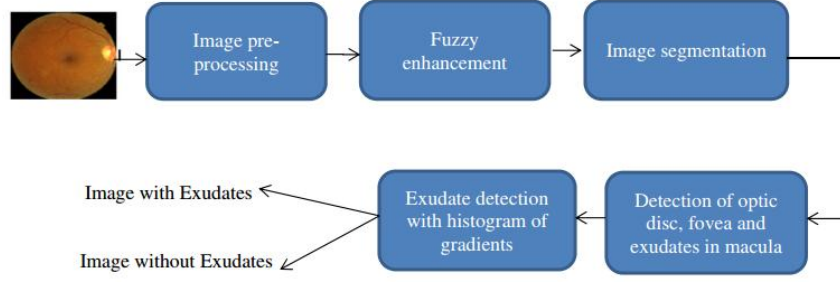 Image pre-
processing
Fuzzy
enhancement
Image segmentation
Detection of optic
disc, fovea and
exudates in macula
Exudate detection
with histogram of
gradients
Image with Exudates
Image without Exudates